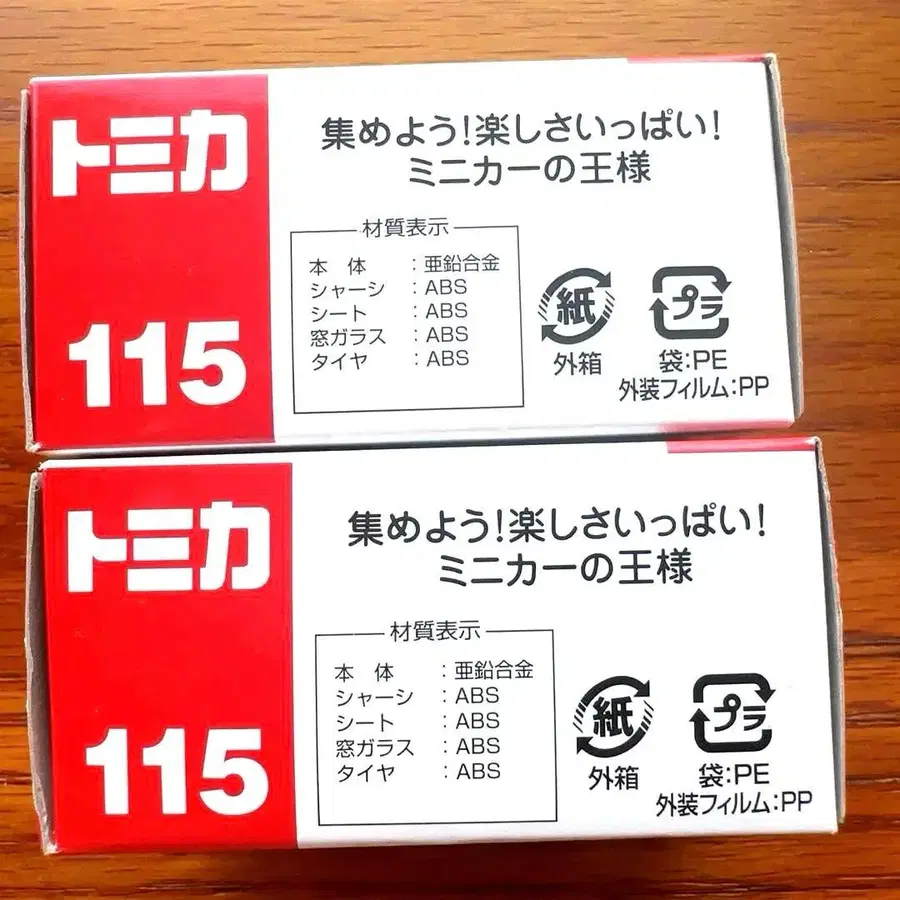 トミカ
115
集めよう!楽しさいっぱい!
ミニカーの王様
材質表示
本 体 : 亜鉛合金
シャーシ : ABS
シート : ABS
窓ガラス : ABS
タイヤ : ABS
紙
外箱
プラ
袋:PE
外装フィルム:PP
トミカ
115
集めよう!楽しさいっぱい!
ミニカーの王様
材質表示
本 体 : 亜鉛合金
シャーシ : ABS
シート : ABS
窓ガラス : ABS
タイヤ : ABS
紙
外箱
プラ
袋:PE
外装フィルム:PP